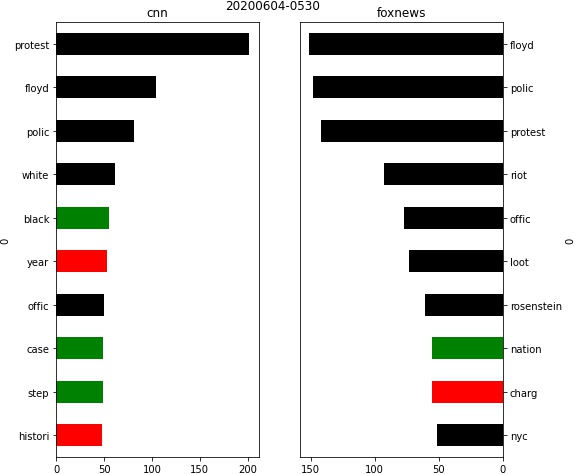 20200604-0530
cnn
foxnews
protest
floyd
polic
white
black
year
offic
case
step
histori
0
0 50 100 150 200
floyd
polic
protest
riot
offic
loot
rosenstein
nation
charg
nyc
0
150 100 50 0